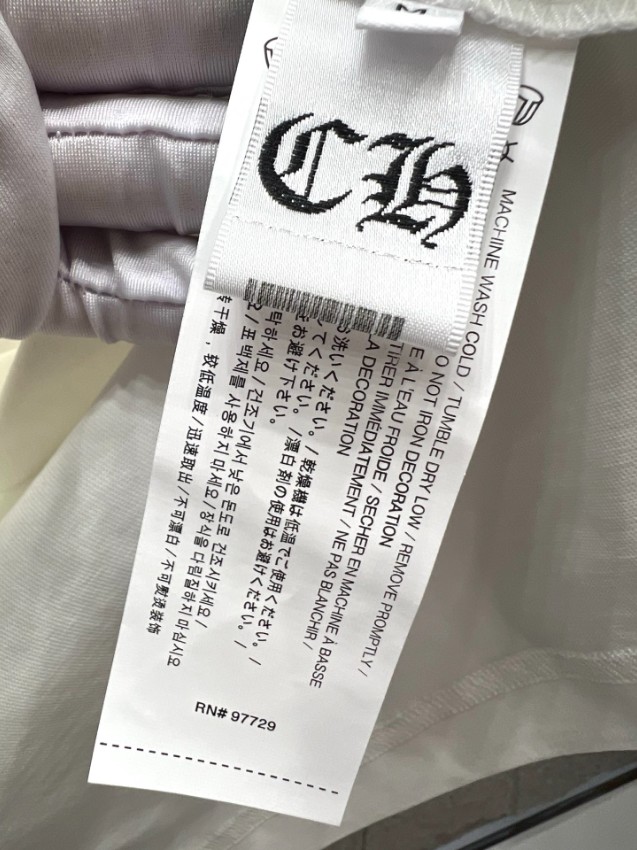 M
CH
MACHINE WASH COLD / TUMBLE DRY LOW / REMOVE PROMPTLY /
NOT IRON DECORATION
À L'EAU FROIDE / SECHER EN MACHINE À BASSE
TIRER IMMÉDIATEMENT / NE PAS BLANCHIR /
LA DECORATION
お洗いください。/ 乾燥機は低温でご使用ください。/
てください。/ 漂白剤の使用はお避けください。/
お避け下さい。
탁하세요 / 건조기에서 낮은 온도로 건조시키세요 /
요 / 표백제를 사용하지 마세요 / 장식을 다림질하지 마십시오
干燥，较低温度 / 迅速取出 / 不可漂白 / 不可熨烫装饰
RN# 97729